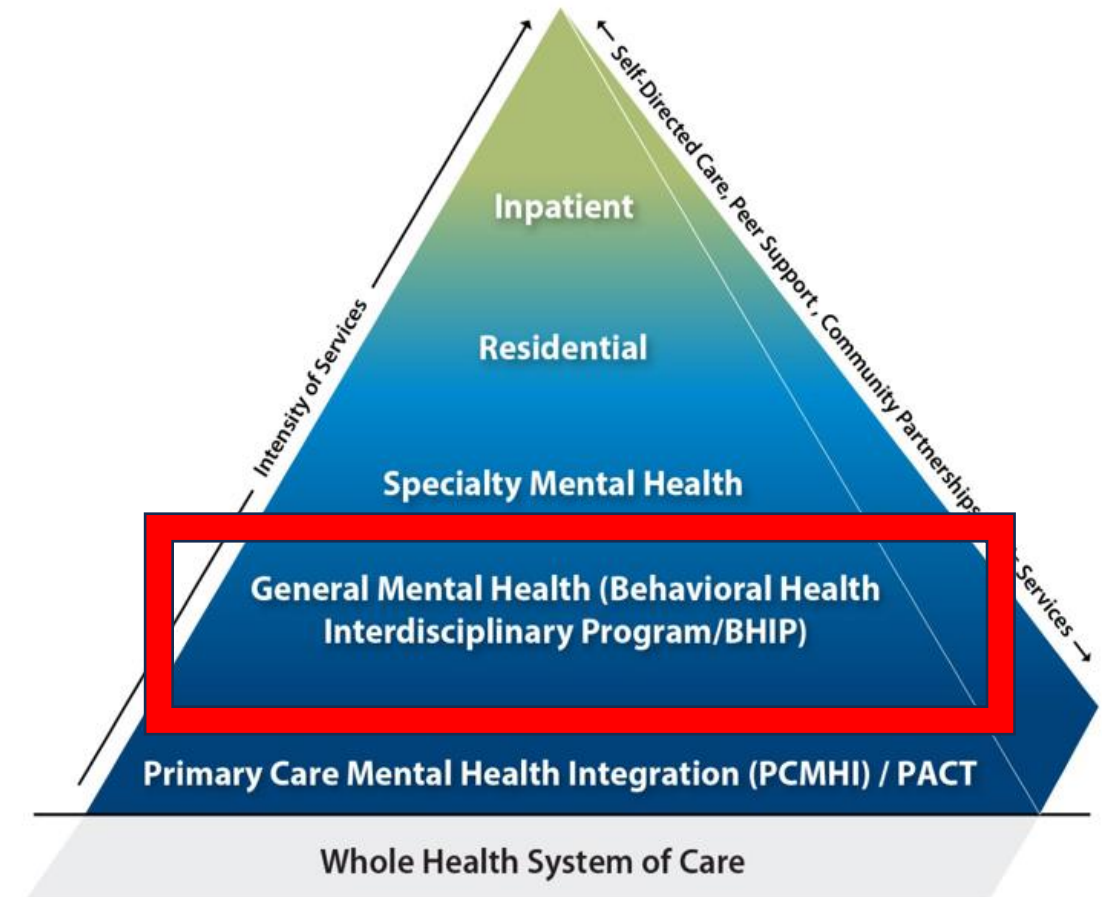 Inpatient
Residential
Specialty Mental Health
General Mental Health (Behavioral Health
Interdisciplinary Program/BHIP)
Primary Care Mental Health Integration (PCMHI) / PACT
Whole Health System of Care
Intensity of Services
Self-Directed Care, Peer Support , Community Partnerships Services